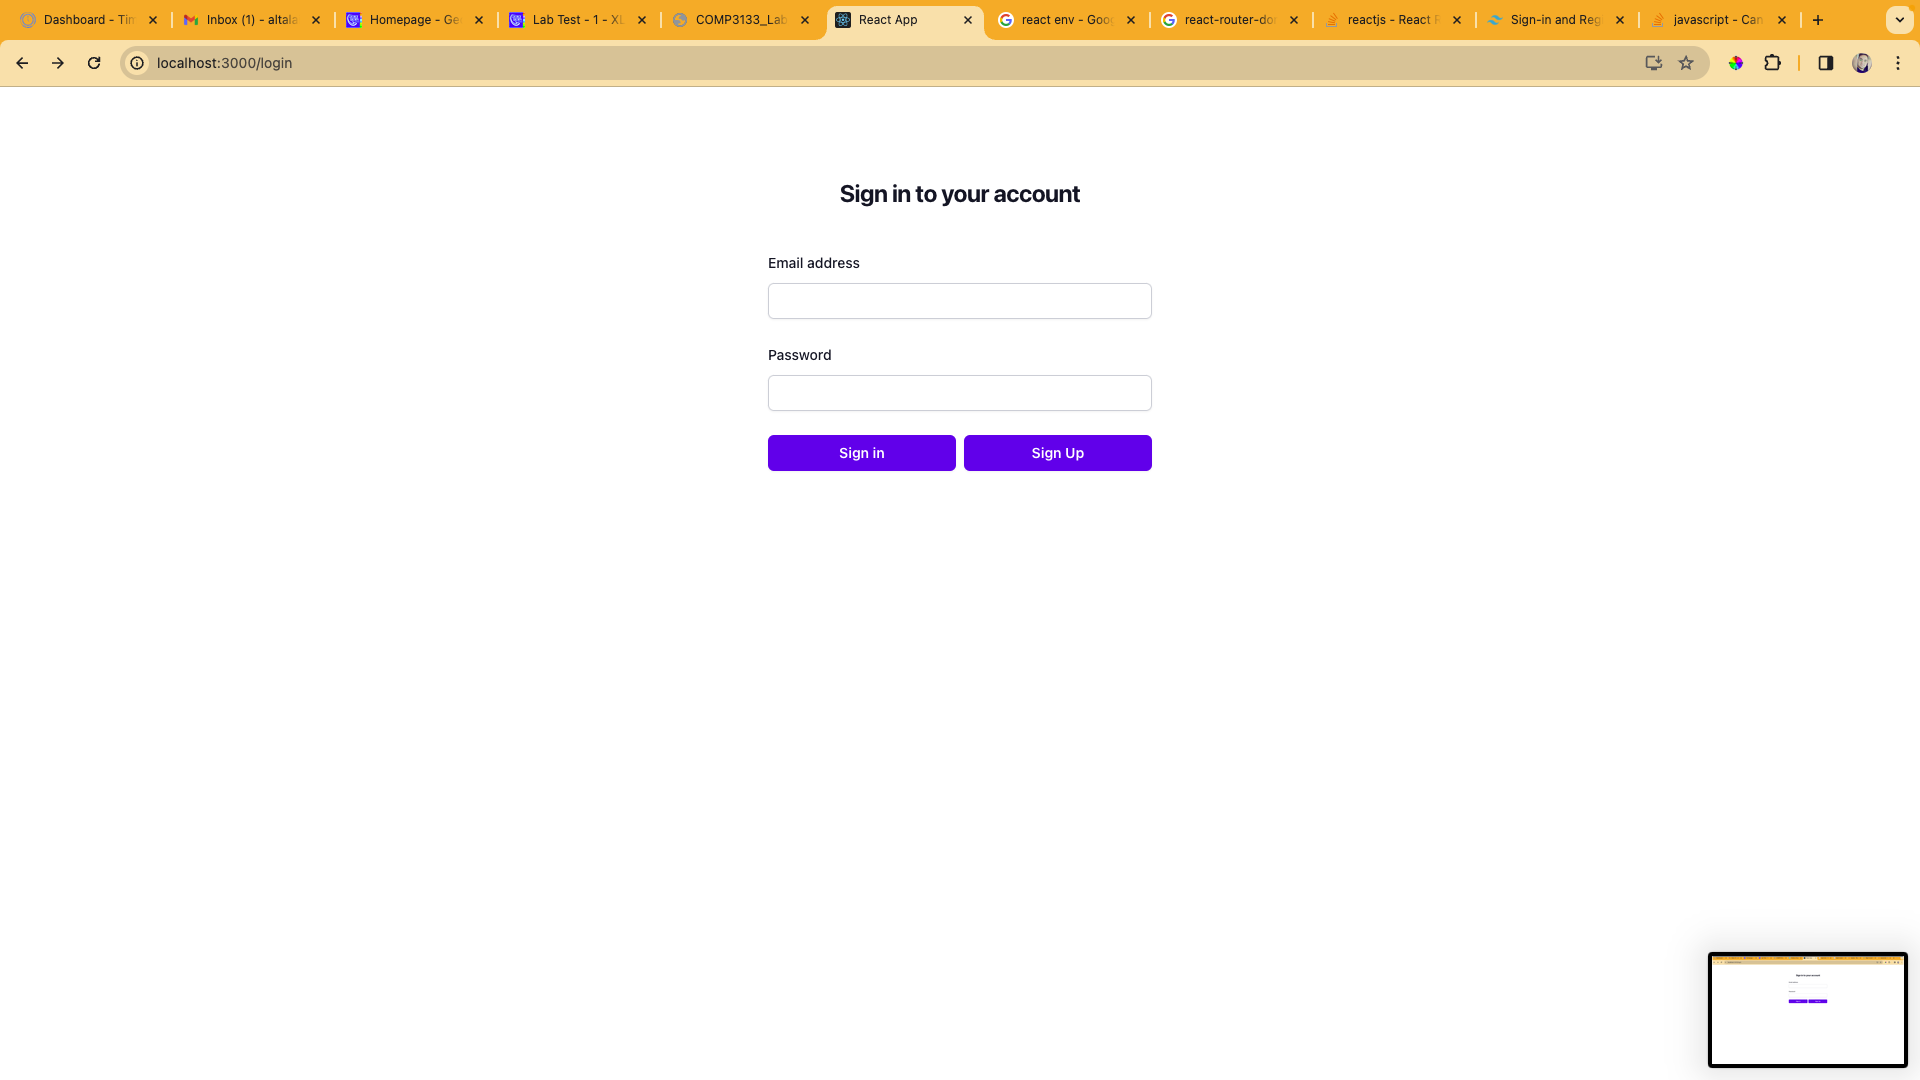 Dashboard - Tim
Inbox (1) - altala
Homepage - Ge
Lab Test - 1 - XL
COMP3133_Lab
React App
react env - Goog
react-router-do
reactjs - React R
Sign-in and Reg
javascript - Can
localhost:3000/login
Sign in to your account
Email address
Password
Sign in
Sign Up